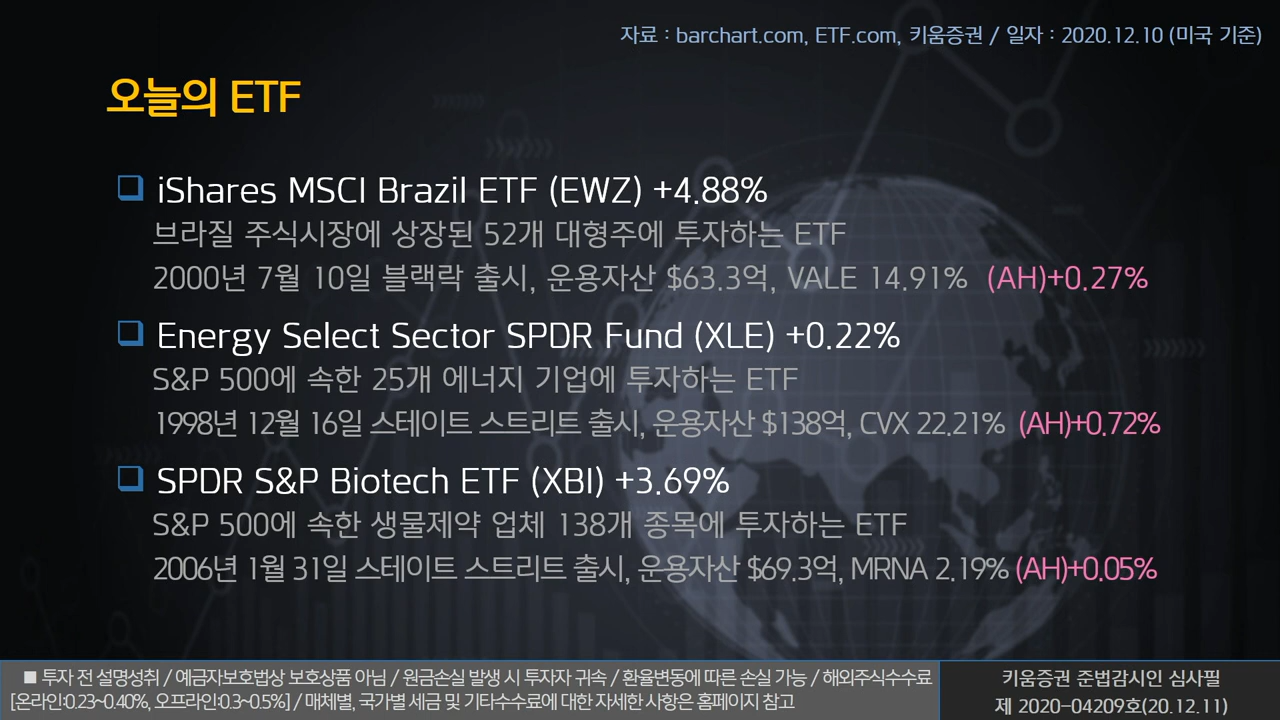 자료 : barchart.com, ETF.com, 키움증권 / 일자 : 2020.12.10 (미국 기준)
오늘의 ETF
❑ iShares MSCI Brazil ETF (EWZ) +4.88%
브라질 주식시장에 상장된 52개 대형주에 투자하는 ETF
2000년 7월 10일 블랙락 출시, 운용자산 $63.3억, VALE 14.91% (AH)+0.27%
❑ Energy Select Sector SPDR Fund (XLE) +0.22%
S&P 500에 속한 25개 에너지 기업에 투자하는 ETF
1998년 12월 16일 스테이트 스트리트 출시, 운용자산 $138억, CVX 22.21% (AH)+0.72%
❑ SPDR S&P Biotech ETF (XBI) +3.69%
S&P 500에 속한 생물제약 업체 138개 종목에 투자하는 ETF
2006년 1월 31일 스테이트 스트리트 출시, 운용자산 $69.3억, MRNA 2.19% (AH)+0.05%
■ 투자 전 설명성취 / 예금자보호법상 보호상품 아님 / 원금손실 발생 시 투자자 귀속 / 환율변동에 따른 손실 가능 / 해외주식수수료
[온라인:0.23~0.40%, 오프라인:0.3~0.5%] / 매체별, 국가별 세금 및 기타수수료에 대한 자세한 사항은 홈페이지 참고
키움증권 준법감시인 심사필
제 2020-04209호(20.12.11)